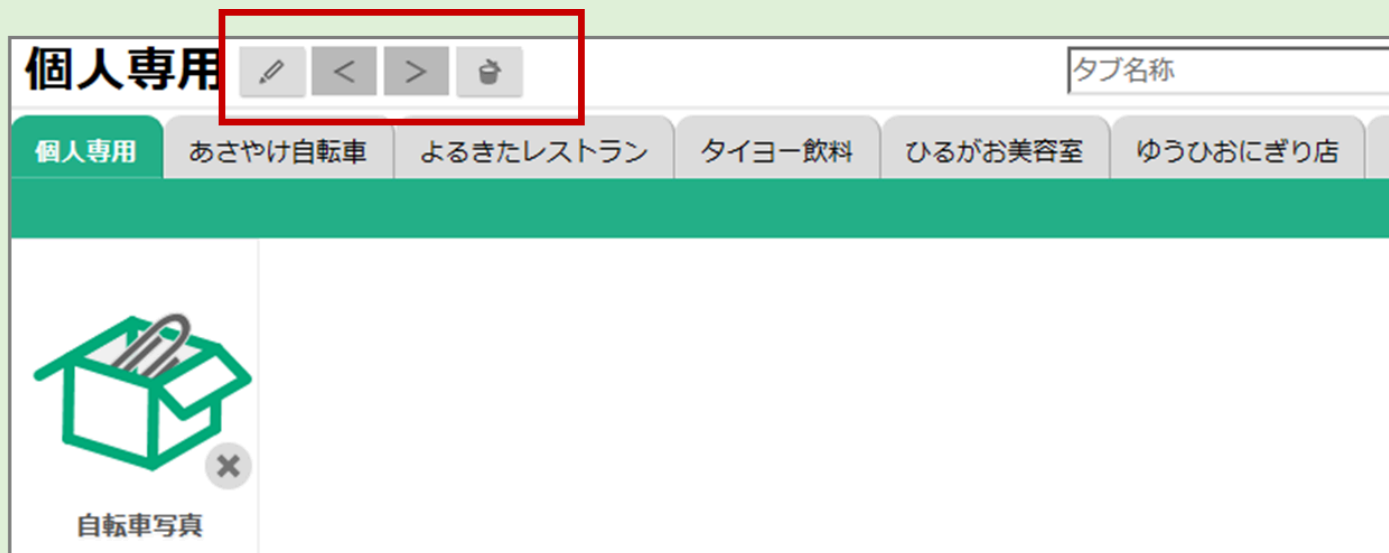 個人専用 < >
タブ名称
個人専用 あさやけ自転車 よるきたレストラン タイヨー飲料 ひるがお美容室 ゆうひおにぎり店
自転車写真